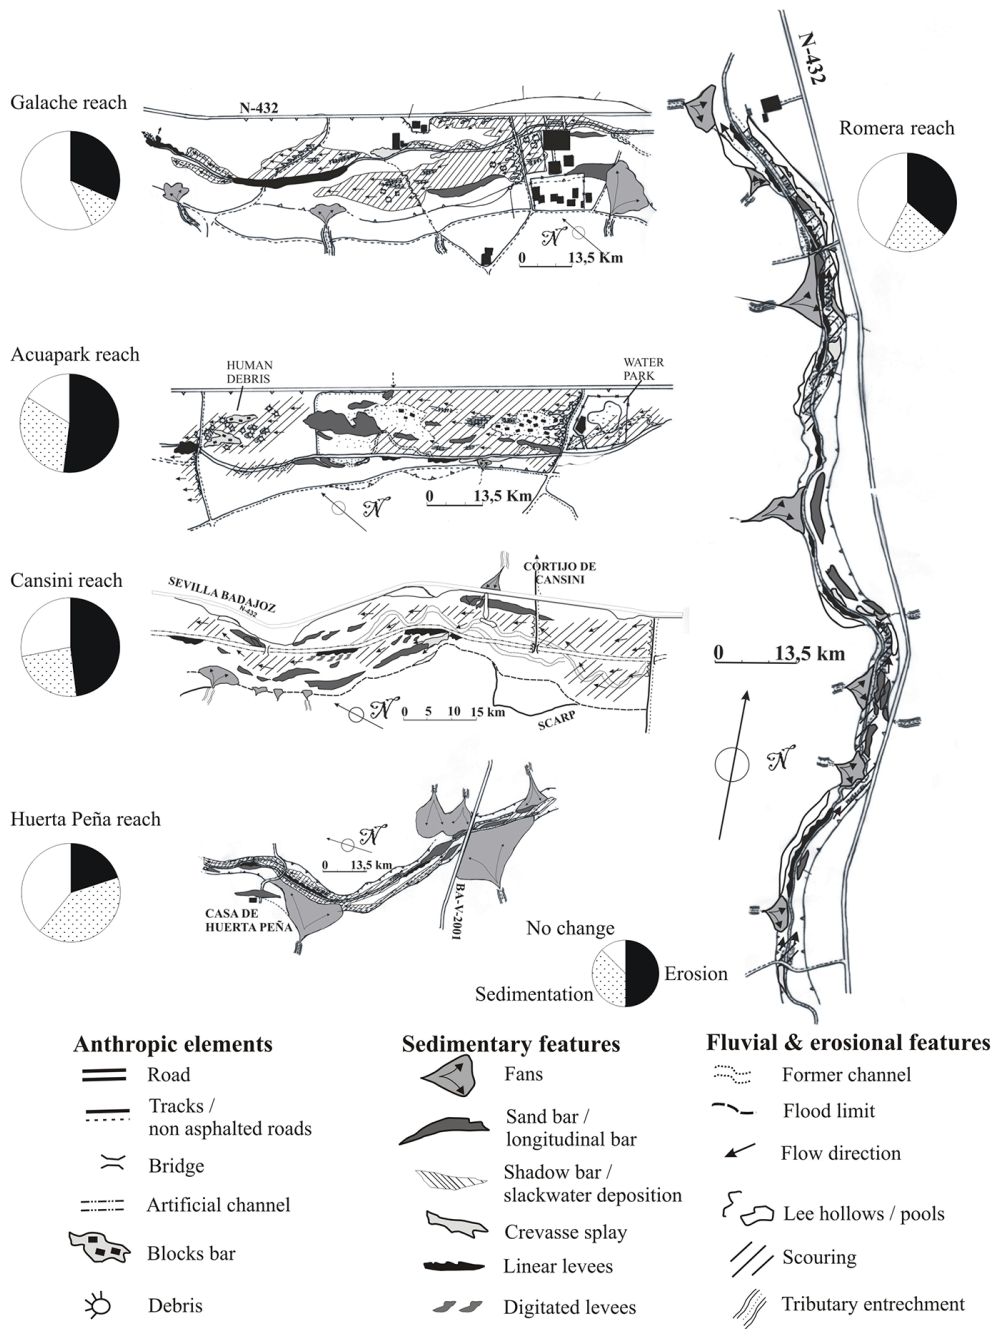 Galache reach
N-432
N
0 13,5 Km
N-432
Romera reach
Acuapark reach
HUMAN
DEBRIS
WATER
PARK
N
0 13,5 Km
Cansini reach
SEVILLA BADAJOZ
N-432
CORTIJO DE
CANSINI
N
0 5 10 15 km
SCARP
0 13,5 km
N
Huerta Peña reach
N
0 13.5 km
CASA DE
HUERTA PEÑA
BA-V-2001
No change
Erosion
Sedimentation
Anthropic elements
Road
Tracks /
non asphalted roads
Bridge
Artificial channel
Blocks bar
Debris
Sedimentary features
Fans
Sand bar /
longitudinal bar
Shadow bar /
slackwater deposition
Crevasse splay
Linear levees
Digitated levees
Fluvial & erosional features
Former channel
Flood limit
Flow direction
Lee hollows / pools
Scouring
Tributary entrechment